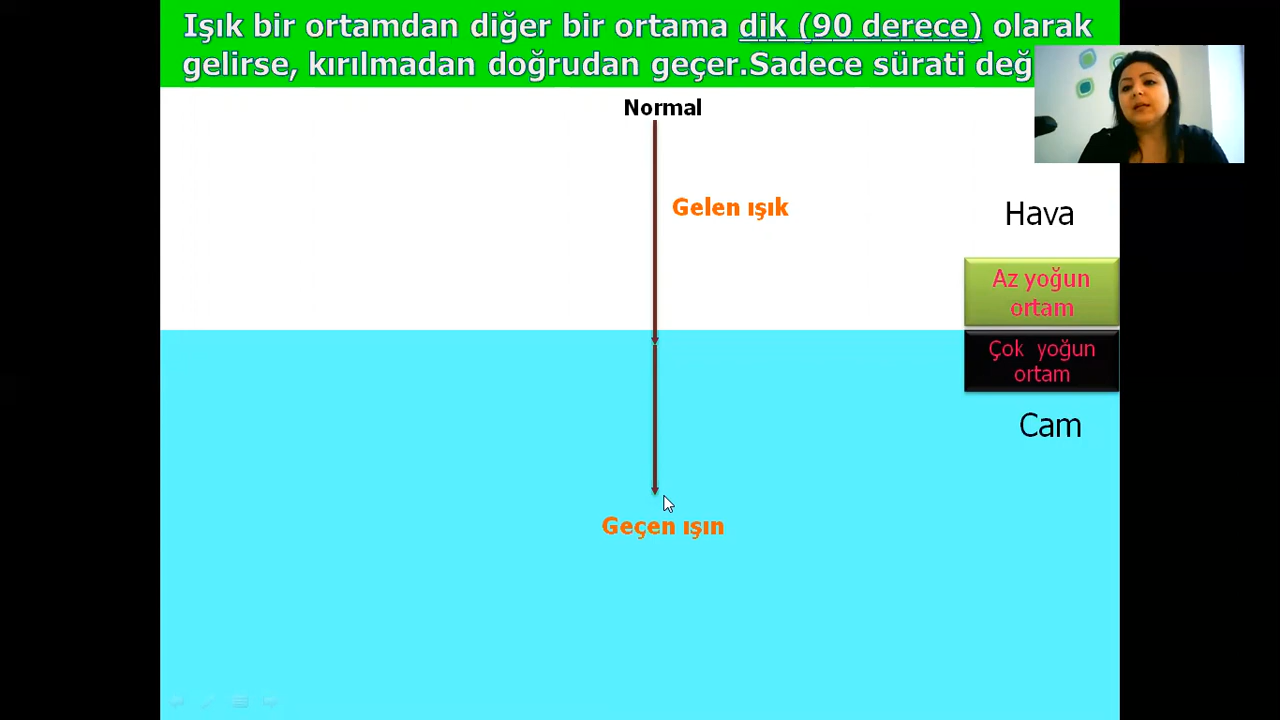 Işık bir ortamdan diğer bir ortama dik (90 derece) olarak
gelirse, kırılmadan doğrudan geçer.Sadece sürati
Normal
Gelen ışık
Hava
Az yoğun
ortam
Çok yoğun
ortam
Cam
Geçen ışın